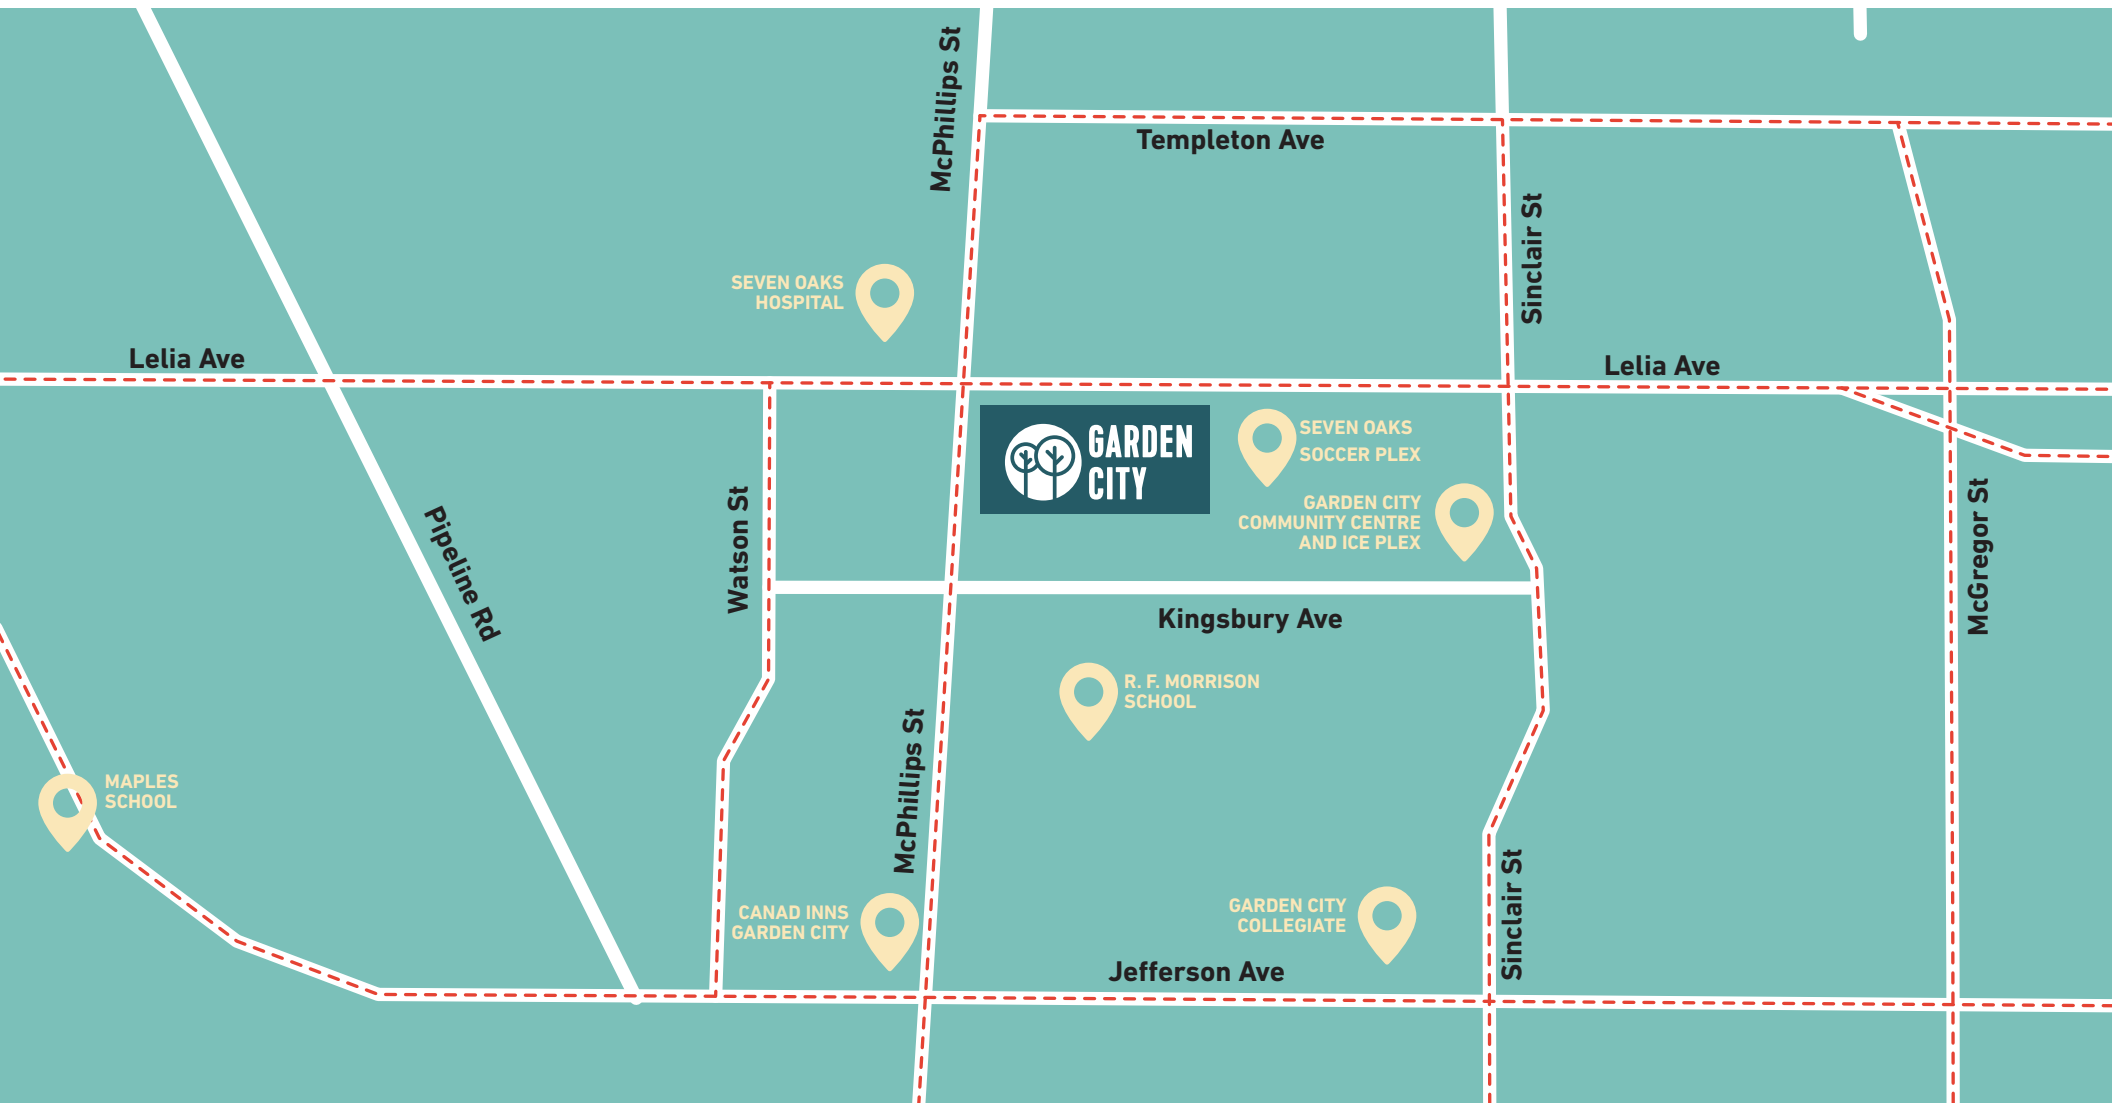 McPhillips St
Templeton Ave
Sinclair St
SEVEN OAKS
HOSPITAL
Lelia Ave
Lelia Ave
GARDEN
CITY
SEVEN OAKS
SOCCER PLEX
GARDEN CITY
COMMUNITY CENTRE
AND ICE PLEX
Pipeline Rd
Watson St
McGregor St
Kingsbury Ave
R. F. MORRISON
SCHOOL
McPhillips St
MAPLES
SCHOOL
CANAD INNS
GARDEN CITY
GARDEN CITY
COLLEGIATE
Sinclair St
Jefferson Ave